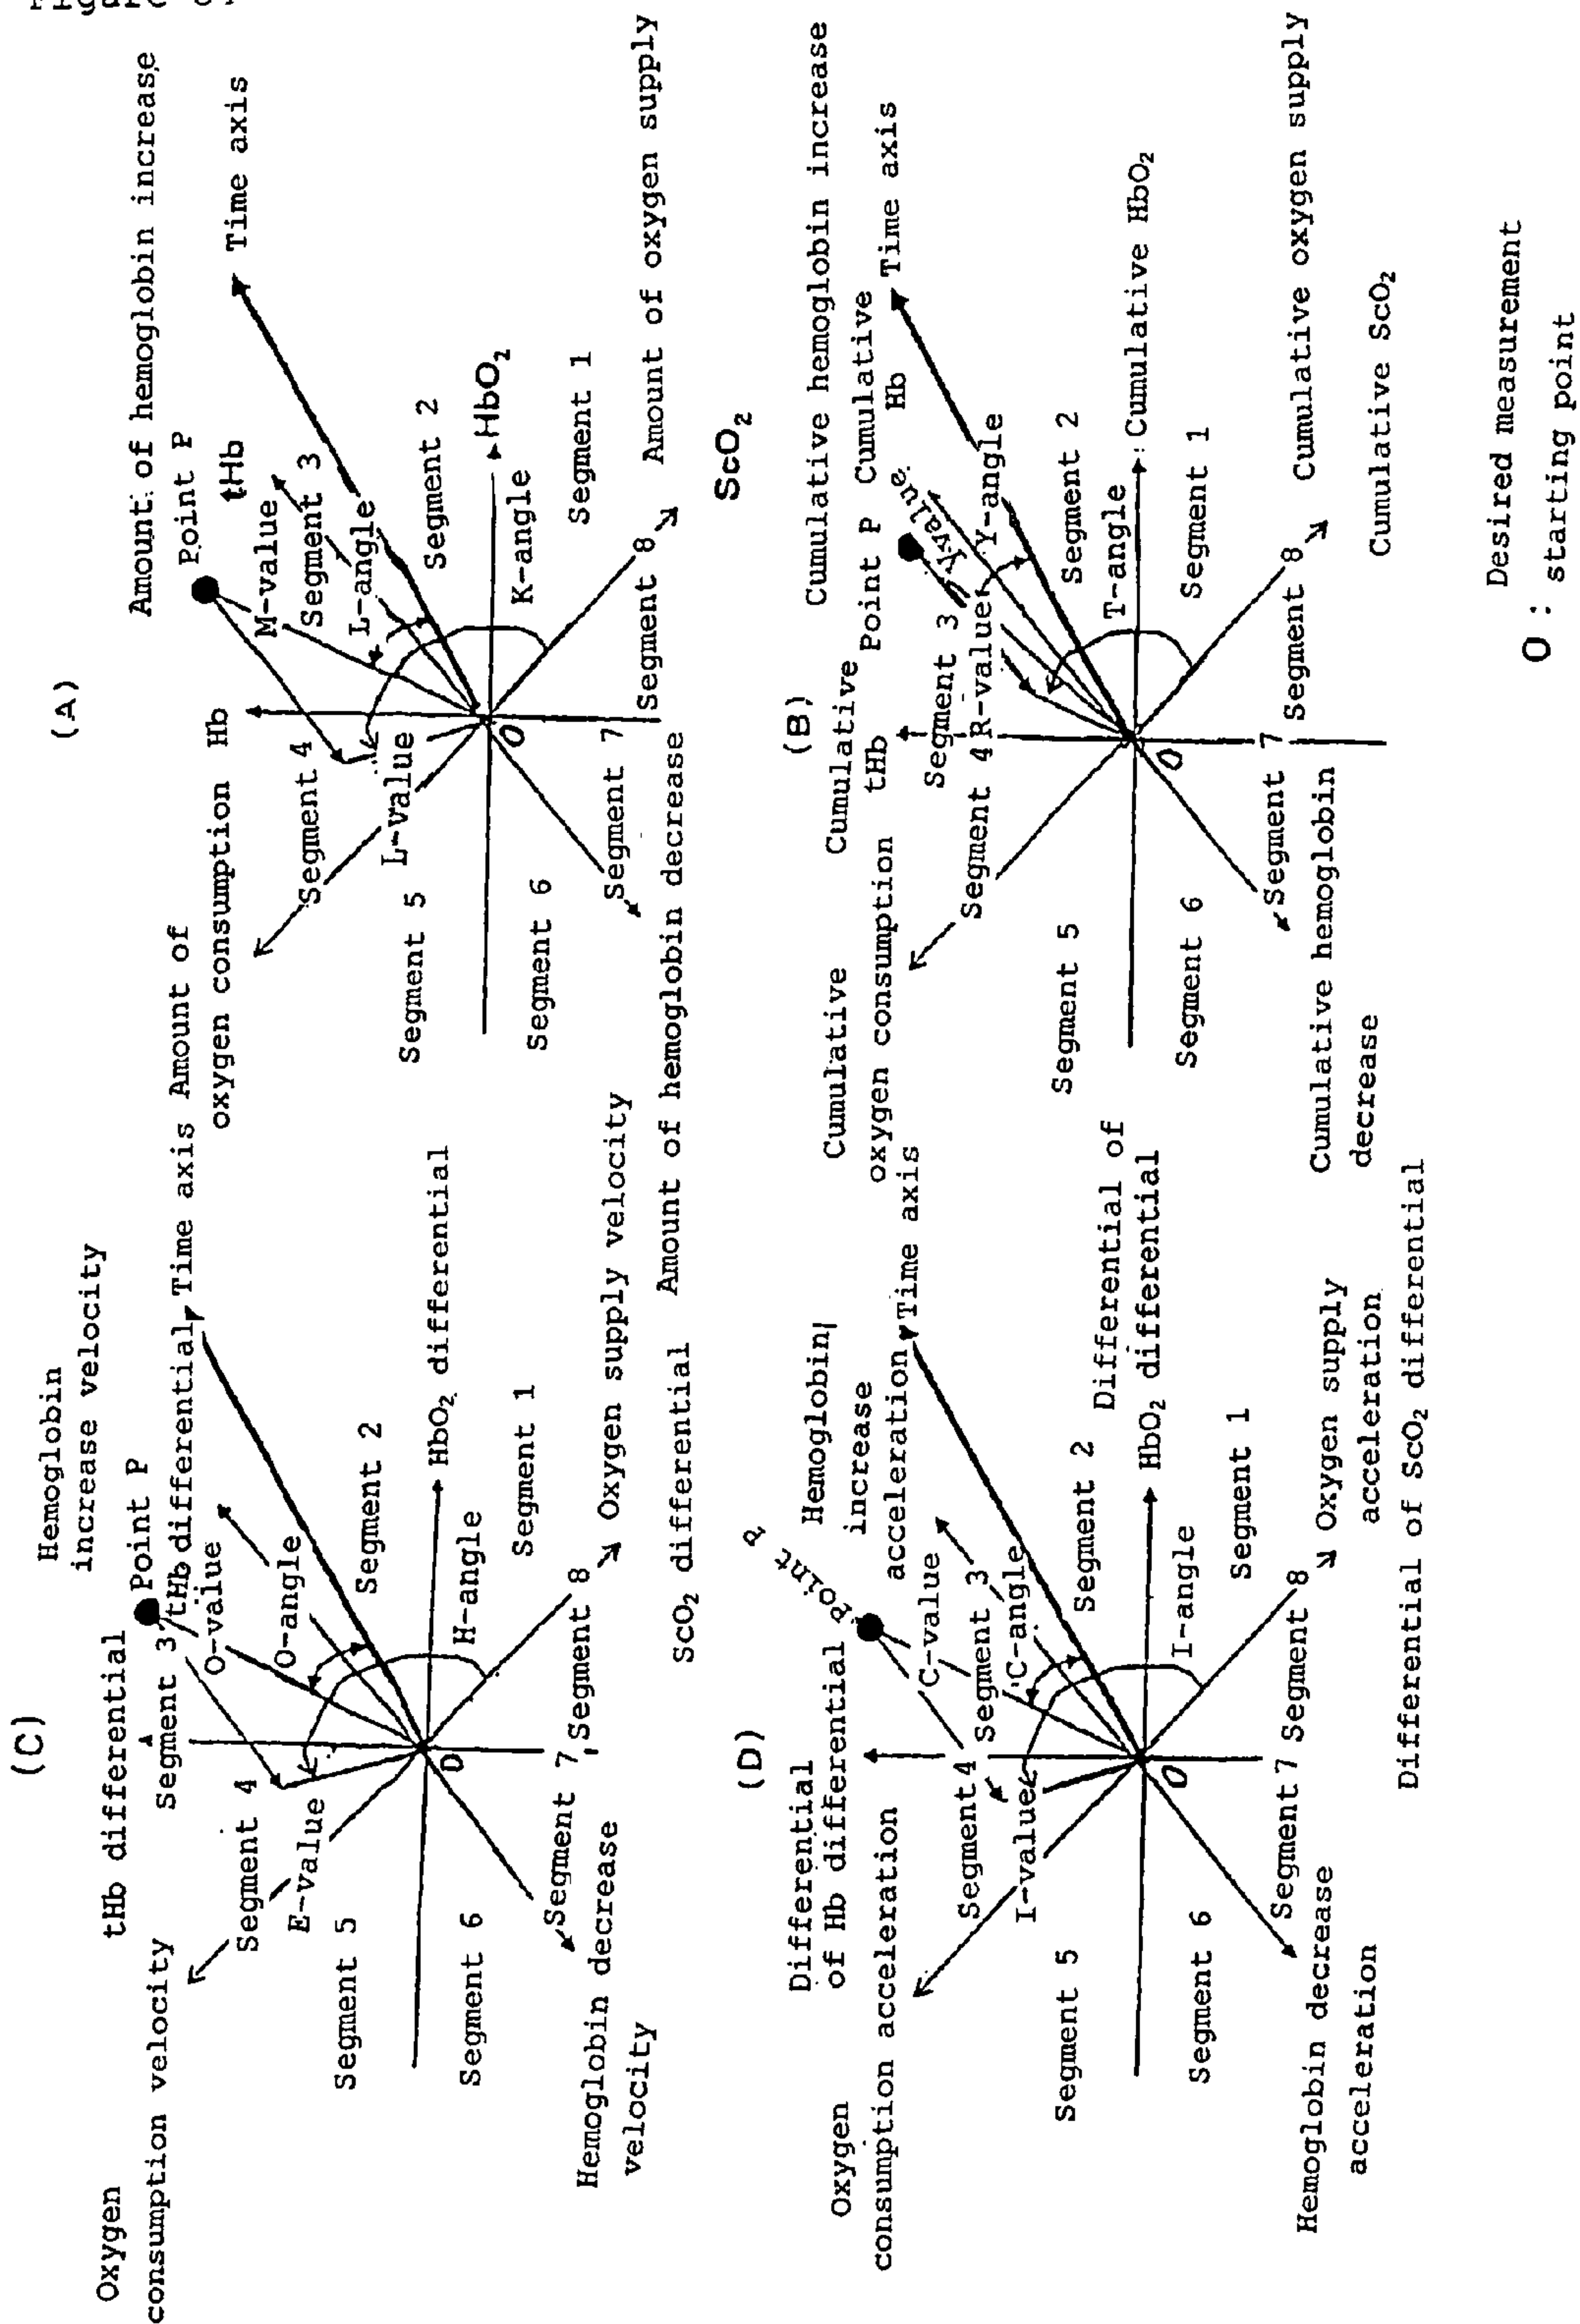 (A)
Amount of hemoglobin increase
Point P
tHb
Time axis
M-value
Segment 3
L-angle
Segment 2
HbO₂
K-angle
Segment 1
Amount of oxygen supply
ScO₂
Segment 8
Hb
Segment 4
L-value
O
Segment 7
Amount of
oxygen consumption
Segment 5
Segment 6
Amount of hemoglobin decrease
(B)
Cumulative hemoglobin increase
Point P
Cumulative
Hb
Time axis
Y-value
Y-angle
Segment 2
Cumulative HbO₂
T-angle
Segment 1
Cumulative oxygen supply
Cumulative ScO₂
Segment 8
Cumulative
tHb
Segment 3
R-value
Segment 4
O
Segment 7
Cumulative
oxygen consumption
Segment 5
Segment 6
Cumulative hemoglobin
decrease
(C)
Hemoglobin
increase velocity
Point P
tHb differential
Time axis
O-value
O-angle
Segment 2
HbO₂ differential
H-angle
Segment 1
Oxygen supply velocity
ScO₂ differential
Segment 8
tHb differential
Segment 3
Segment 4
E-value
O
Segment 7
Oxygen
consumption velocity
Segment 5
Segment 6
Hemoglobin decrease
velocity
(D)
Point P
Hemoglobin
increase
acceleration
Time axis
C-value
Segment 3
C-angle
Segment 2
Differential of
HbO₂ differential
I-angle
Segment 1
Oxygen supply
acceleration
Differential of ScO₂ differential
Segment 8
Differential
of Hb differential
Segment 4
I-value
O
Segment 7
Oxygen
consumption acceleration
Segment 5
Segment 6
Hemoglobin decrease
acceleration
Desired measurement
O : starting point